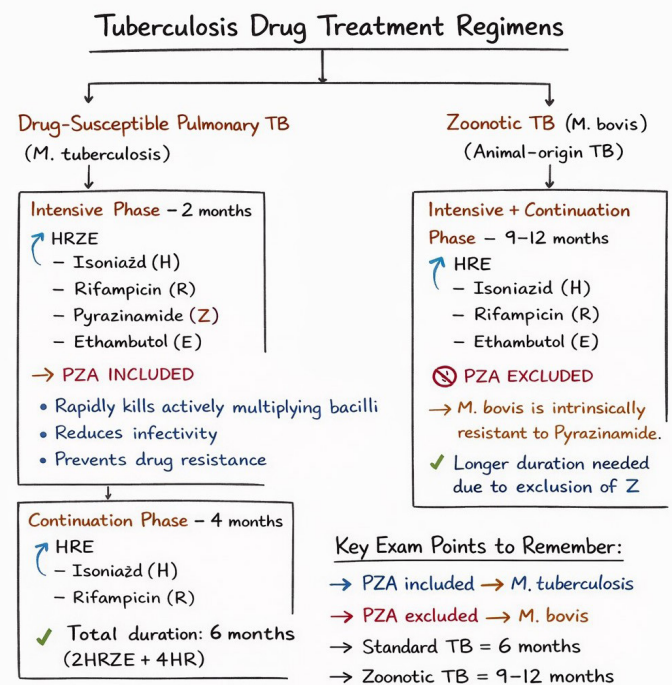 Tuberculosis Drug Treatment Regimens
Drug-Susceptible Pulmonary TB
(M. tuberculosis)
Intensive Phase – 2 months
HRZE
– Isoniažd (H)
– Rifampicin (R)
– Pyrazinamide (Z)
– Ethambutol (E)
→ PZA INCLUDED
• Rapidly kills actively multiplying bacilli
• Reduces infectivity
• Prevents drug resistance
Continuation Phase – 4 months
HRE
– Isoniažd (H)
– Rifampicin (R)
✓ Total duration: 6 months
(2HRZE + 4HR)
Zoonotic TB (M. bovis)
(Animal-origin TB)
Intensive + Continuation
Phase – 9–12 months
HRE
– Isoniazid (H)
– Rifampicin (R)
– Ethambutol (E)
PZA EXCLUDED
→ M. bovis is intrinsically
resistant to Pyrazinamide.
✓ Longer duration needed
due to exclusion of Z
Key Exam Points to Remember:
→ PZA included → M. tuberculosis
→ PZA excluded → M. bovis
→ Standard TB = 6 months
→ Zoonotic TB = 9–12 months